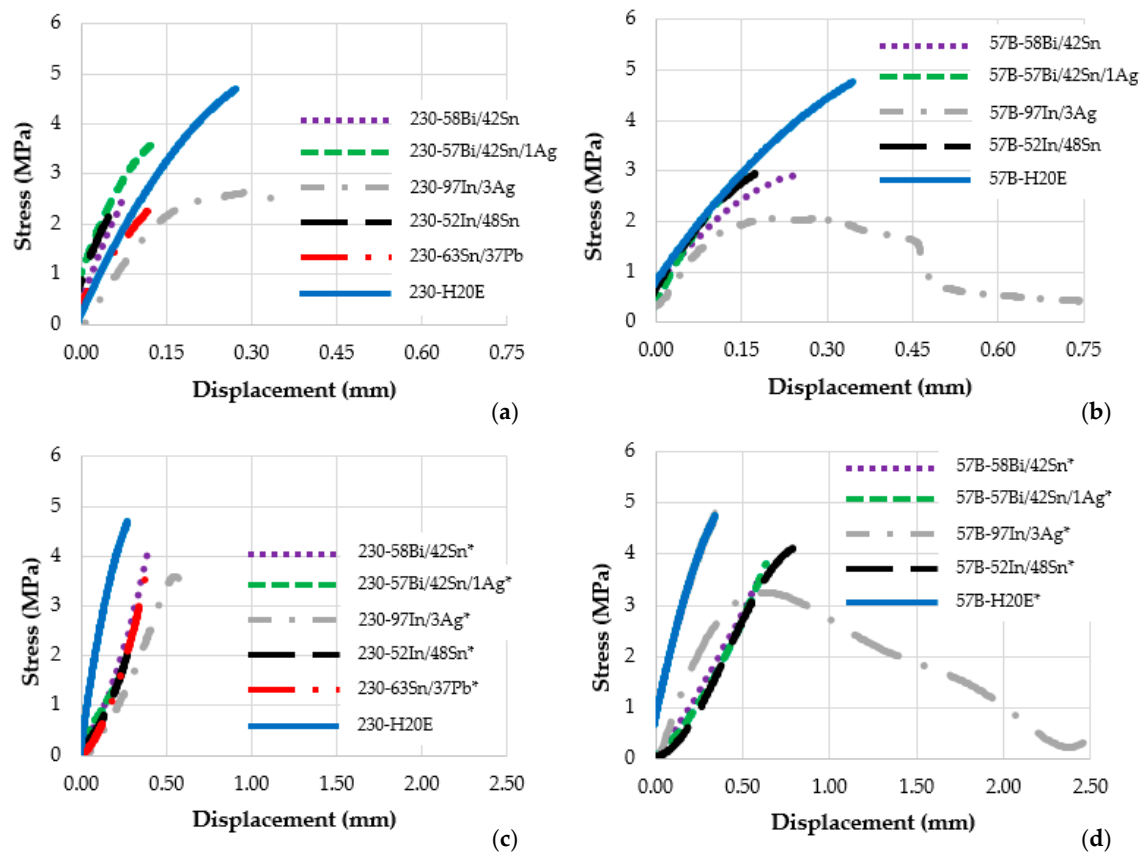 6
5
4
3
2
1
0
Stress (MPa)
230-58Bi/42Sn
230-57Bi/42Sn/1Ag
230-97In/3Ag
230-52In/48Sn
230-63Sn/37Pb
230-H20E
0.00 0.15 0.30 0.45 0.60 0.75
Displacement (mm)
(a)
6
5
4
3
2
1
0
Stress (MPa)
57B-58Bi/42Sn
57B-57Bi/42Sn/1Ag
57B-97In/3Ag
57B-52In/48Sn
57B-H20E
0.00 0.15 0.30 0.45 0.60 0.75
Displacement (mm)
(b)
6
5
4
3
2
1
0
Stress (MPa)
230-58Bi/42Sn*
230-57Bi/42Sn/1Ag*
230-97In/3Ag*
230-52In/48Sn*
230-63Sn/37Pb*
230-H20E
0.00 0.50 1.00 1.50 2.00 2.50
Displacement (mm)
(c)
6
5
4
3
2
1
0
Stress (MPa)
57B-58Bi/42Sn*
57B-57Bi/42Sn/1Ag*
57B-97In/3Ag*
57B-52In/48Sn*
57B-H20E*
0.00 0.50 1.00 1.50 2.00 2.50
Displacement (mm)
(d)